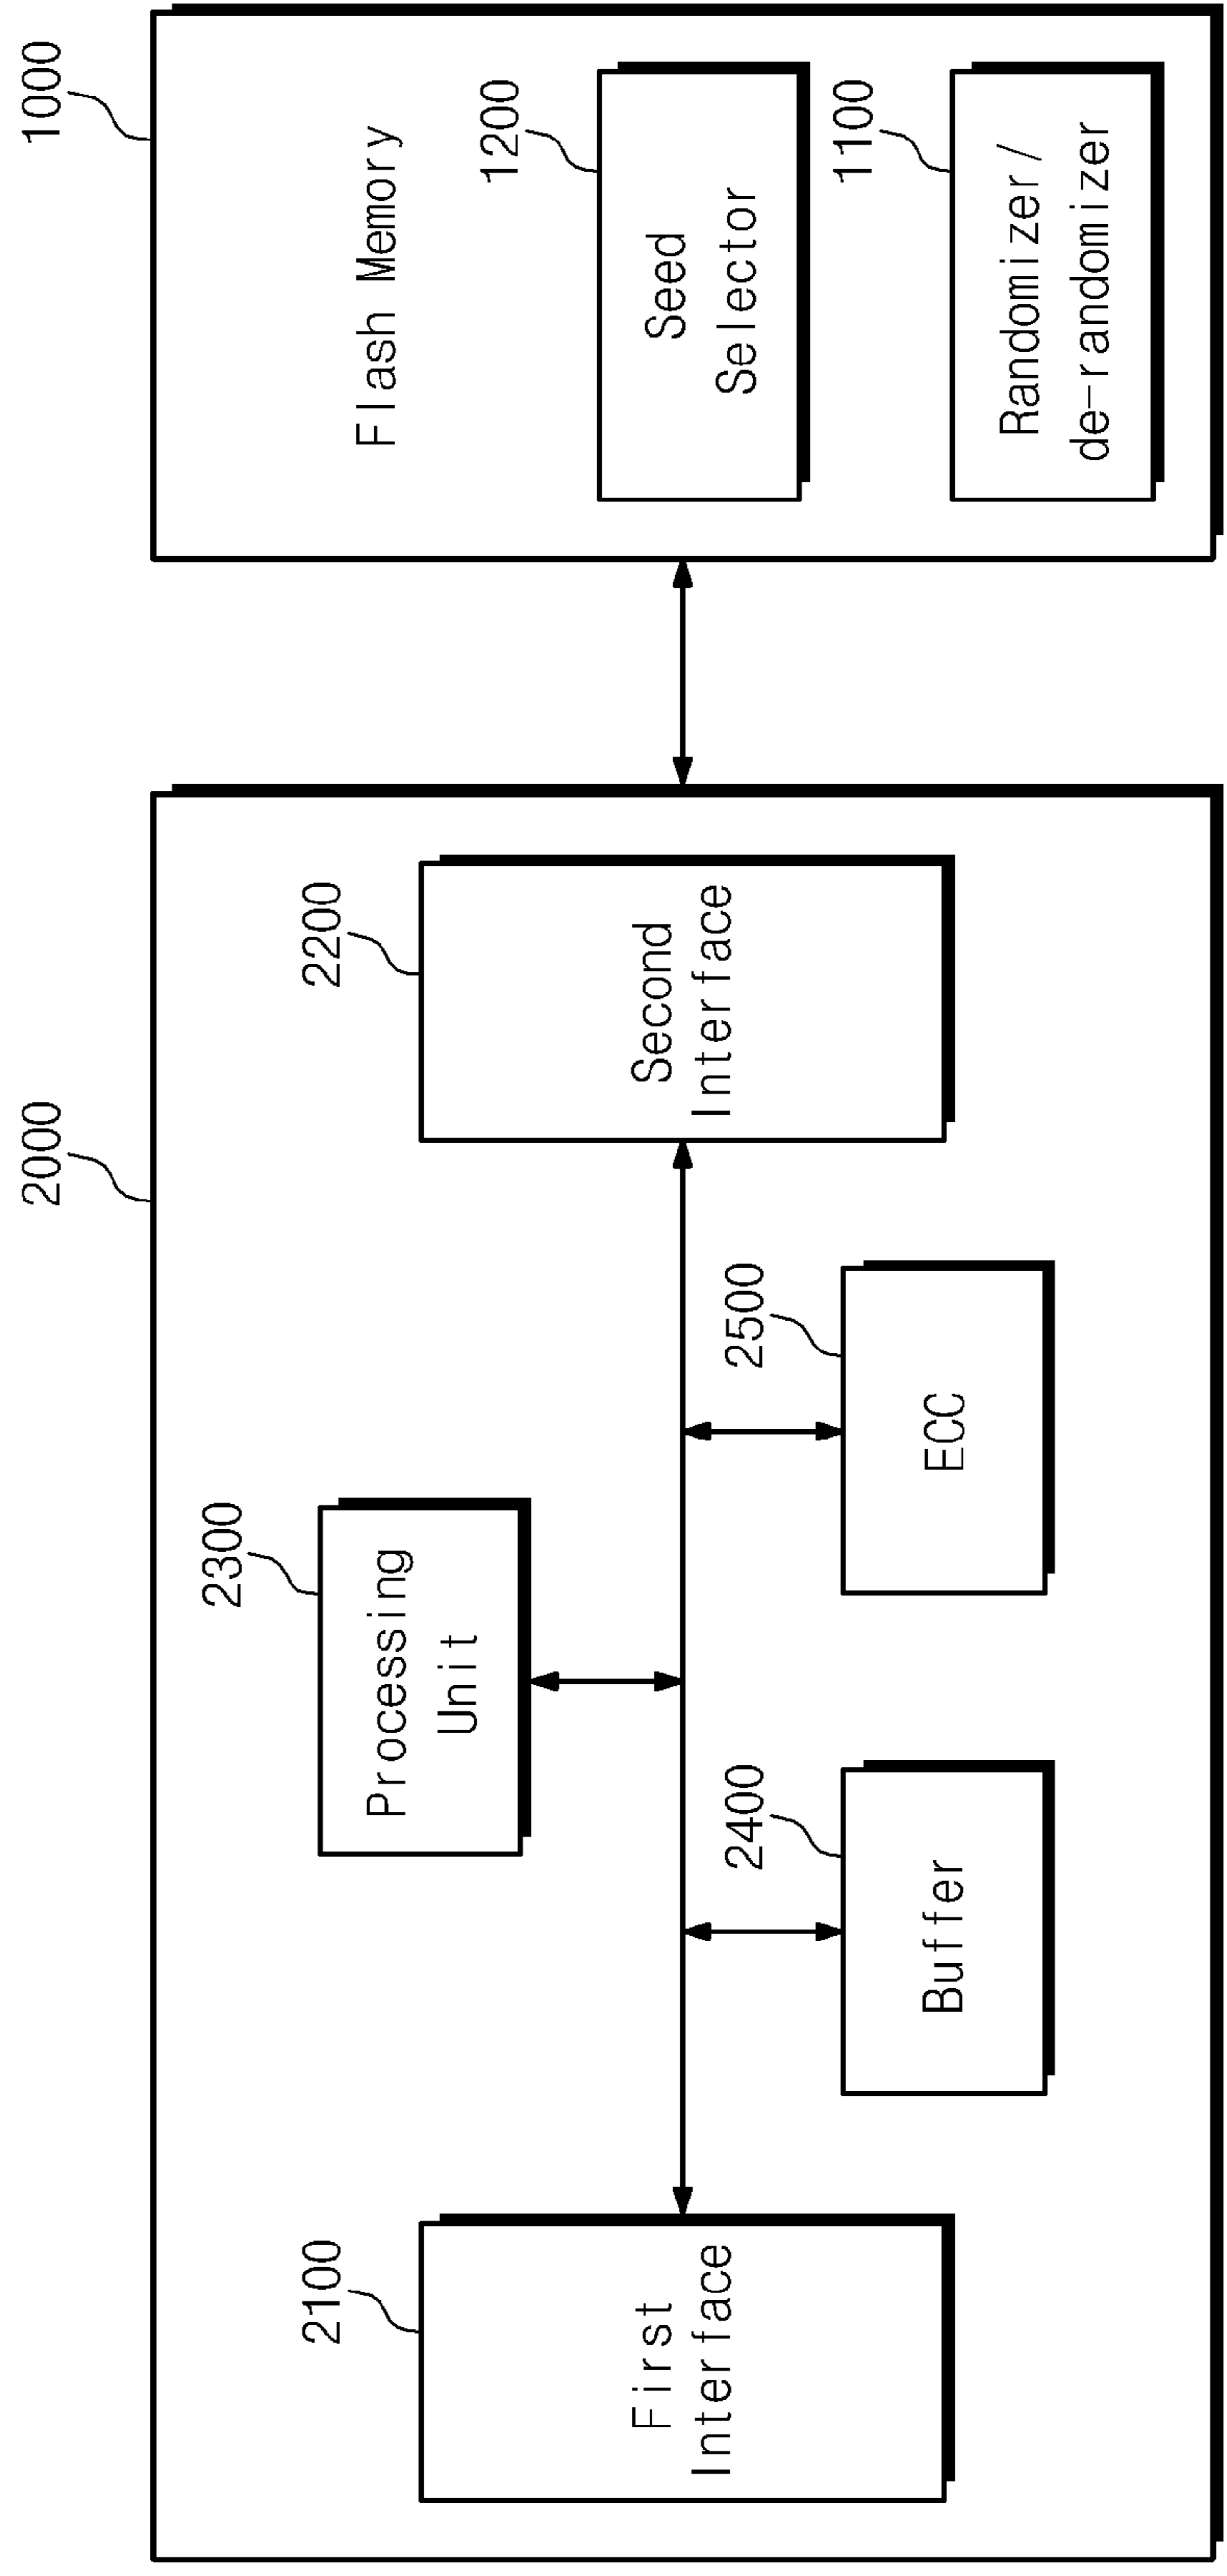 2000
2100
First
Interface
2300
Processing
Unit
2400
Buffer
2500
ECC
2200
Second
Interface
1000
Flash Memory
1200
Seed
Selector
1100
Randomizer/
de-randomizer